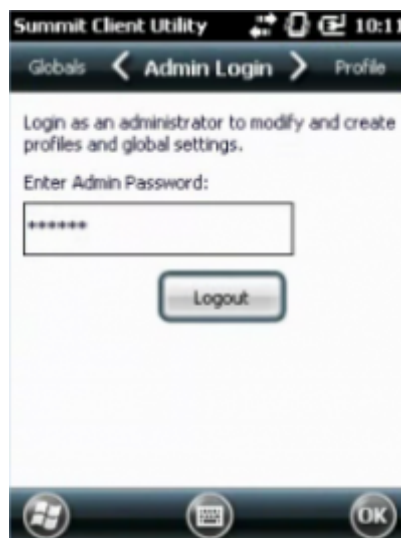 Summit Client Utility 10:11
Globals Admin Login Profile
Login as an administrator to modify and create
profiles and global settings.
Enter Admin Password:
******
Logout
OK